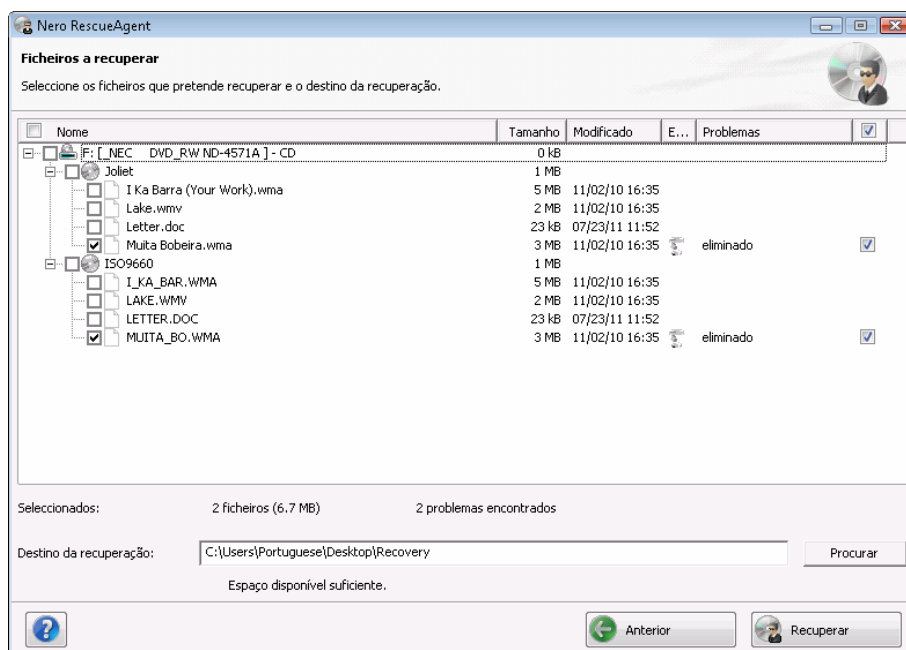 Nero RescueAgent
Ficheiros a recuperar
Seleccione os ficheiros que pretende recuperar e o destino da recuperação.
Nome Tamanho Modificado E... Problemas
F: [_NEC DVD_RW ND-4571A ] - CD 0 kB
Joliet 1 MB
I Ka Barra (Your Work).wma 5 MB 11/02/10 16:35
Lake.wmv 2 MB 11/02/10 16:35
Letter.doc 23 kB 07/23/11 11:52
Muita Bobeira.wma 3 MB 11/02/10 16:35 eliminado
ISO9660 1 MB
I_KA_BAR.WMA 5 MB 11/02/10 16:35
LAKE.WMV 2 MB 11/02/10 16:35
LETTER.DOC 23 kB 07/23/11 11:52
MUITA_BO.WMA 3 MB 11/02/10 16:35 eliminado
Seleccionados: 2 ficheiros (6.7 MB) 2 problemas encontrados
Destino da recuperação: C:\Users\Portuguese\Desktop\Recovery Procurar
Espaço disponível suficiente.
? Anterior Recuperar